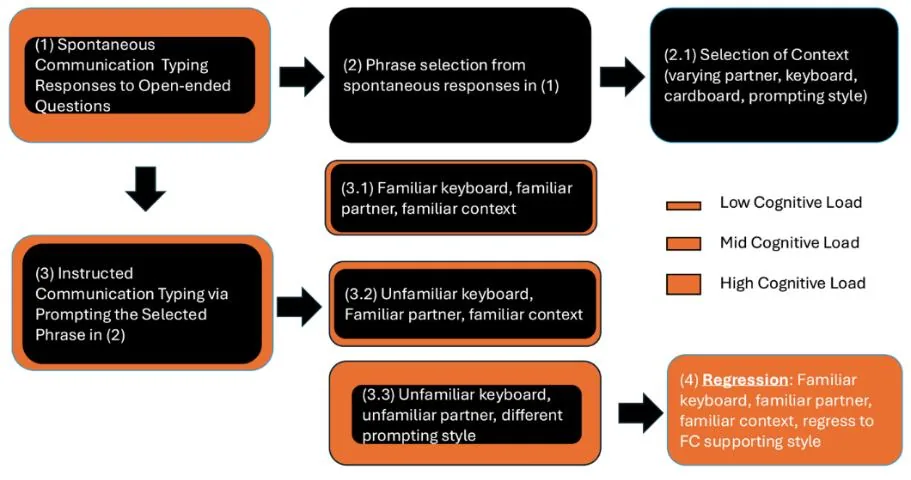 (1) Spontaneous
Communication Typing
Responses to Open-ended
Questions
(2) Phrase selection from
spontaneous responses in (1)
(2.1) Selection of Context
(varying partner, keyboard,
cardboard, prompting style)
(3.1) Familiar keyboard, familiar
partner, familiar context
Low Cognitive Load
Mid Cognitive Load
High Cognitive Load
(3) Instructed
Communication Typing via
Prompting the Selected
Phrase in (2)
(3.2) Unfamiliar keyboard,
Familiar partner, familiar context
(3.3) Unfamiliar keyboard,
unfamiliar partner, different
prompting style
(4) Regression: Familiar
keyboard, familiar partner,
familiar context, regress to
FC supporting style